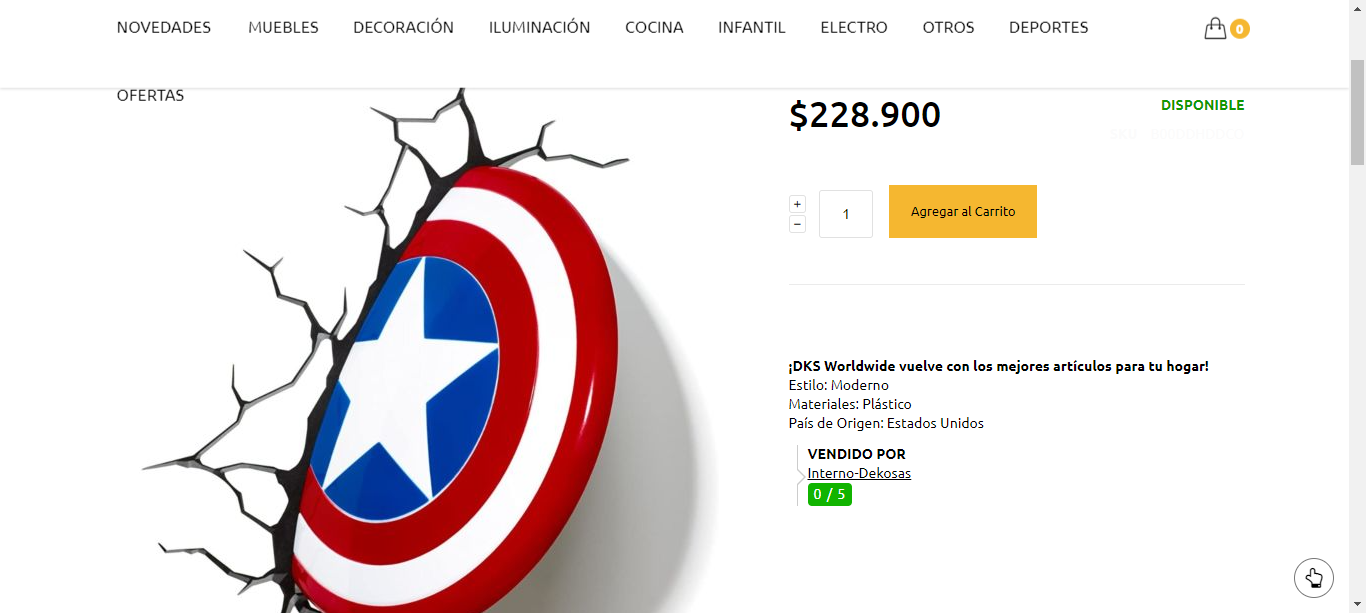 NOVEDADES MUEBLES DECORACIÓN ILUMINACIÓN COCINA INFANTIL ELECTRO OTROS DEPORTES 0
OFERTAS
$228.900 DISPONIBLE
+ 1 Agregar al Carrito
−
¡DKS Worldwide vuelve con los mejores artículos para tu hogar!
Estilo: Moderno
Materiales: Plástico
País de Origen: Estados Unidos
VENDIDO POR
Interno-Dekosas
0 / 5